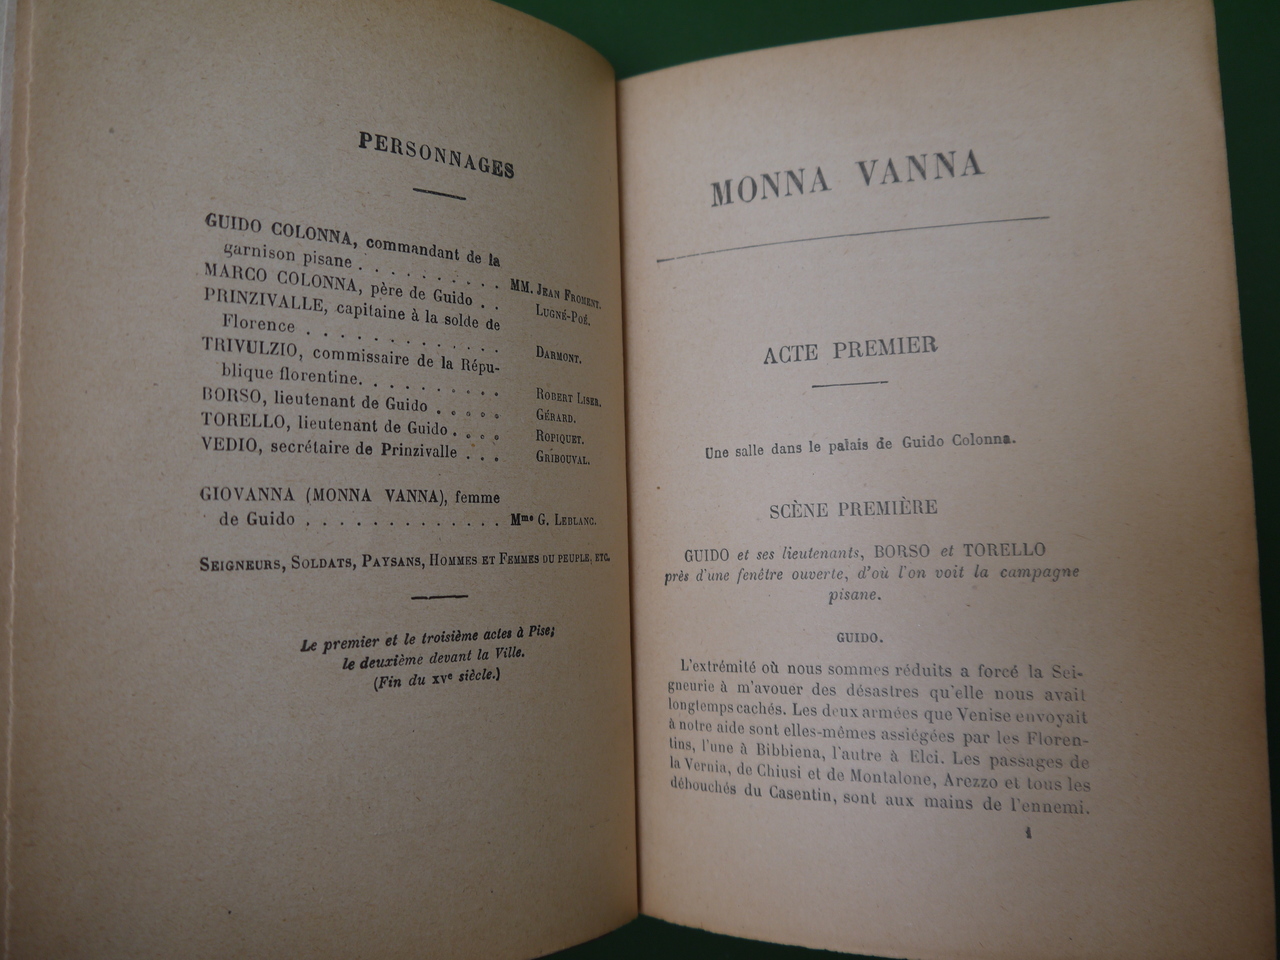 PERSONNAGES
GUIDO COLONNA, commandant de la
garnison pisane . . . . . . . . . . MM. JEAN FROMENT.
MARCO COLONNA, père de Guido . . LUGNÉ-POÉ.
PRINZIVALLE, capitaine à la solde de
Florence . . . . . . . . . . . . . DARMONT.
TRIVULZIO, commissaire de la Répu-
blique florentine. . . . . . . . . . ROBERT LISER.
BORSO, lieutenant de Guido . . . . . GÉRARD.
TORELLO, lieutenant de Guido . . . . ROPIQUET.
VEDIO, secrétaire de Prinzivalle . . . GRIBOUVAL.
GIOVANNA (MONNA VANNA), femme
de Guido . . . . . . . . . . . . . Mme G. LEBLANC.
SEIGNEURS, SOLDATS, PAYSANS, HOMMES ET FEMMES DU PEUPLE, ETC.
Le premier et le troisième actes à Pise;
le deuxième devant la Ville.
(Fin du XVe siècle.)
MONNA VANNA
ACTE PREMIER
Une salle dans le palais de Guido Colonna.
SCÈNE PREMIÈRE
GUIDO et ses lieutenants, BORSO et TORELLO
près d'une fenêtre ouverte, d'où l'on voit la campagne
pisane.
GUIDO.
L'extrémité où nous sommes réduits a forcé la Sei-
gneurie à m'avouer des désastres qu'elle nous avait
longtemps cachés. Les deux armées que Venise envoyait
à notre aide sont elles-mêmes assiégées par les Floren-
tins, l'une à Bibbiena, l'autre à Elci. Les passages de
la Vernia, de Chiusi et de Montalone, Arezzo et tous les
débouchés du Casentin, sont aux mains de l'ennemi.
1